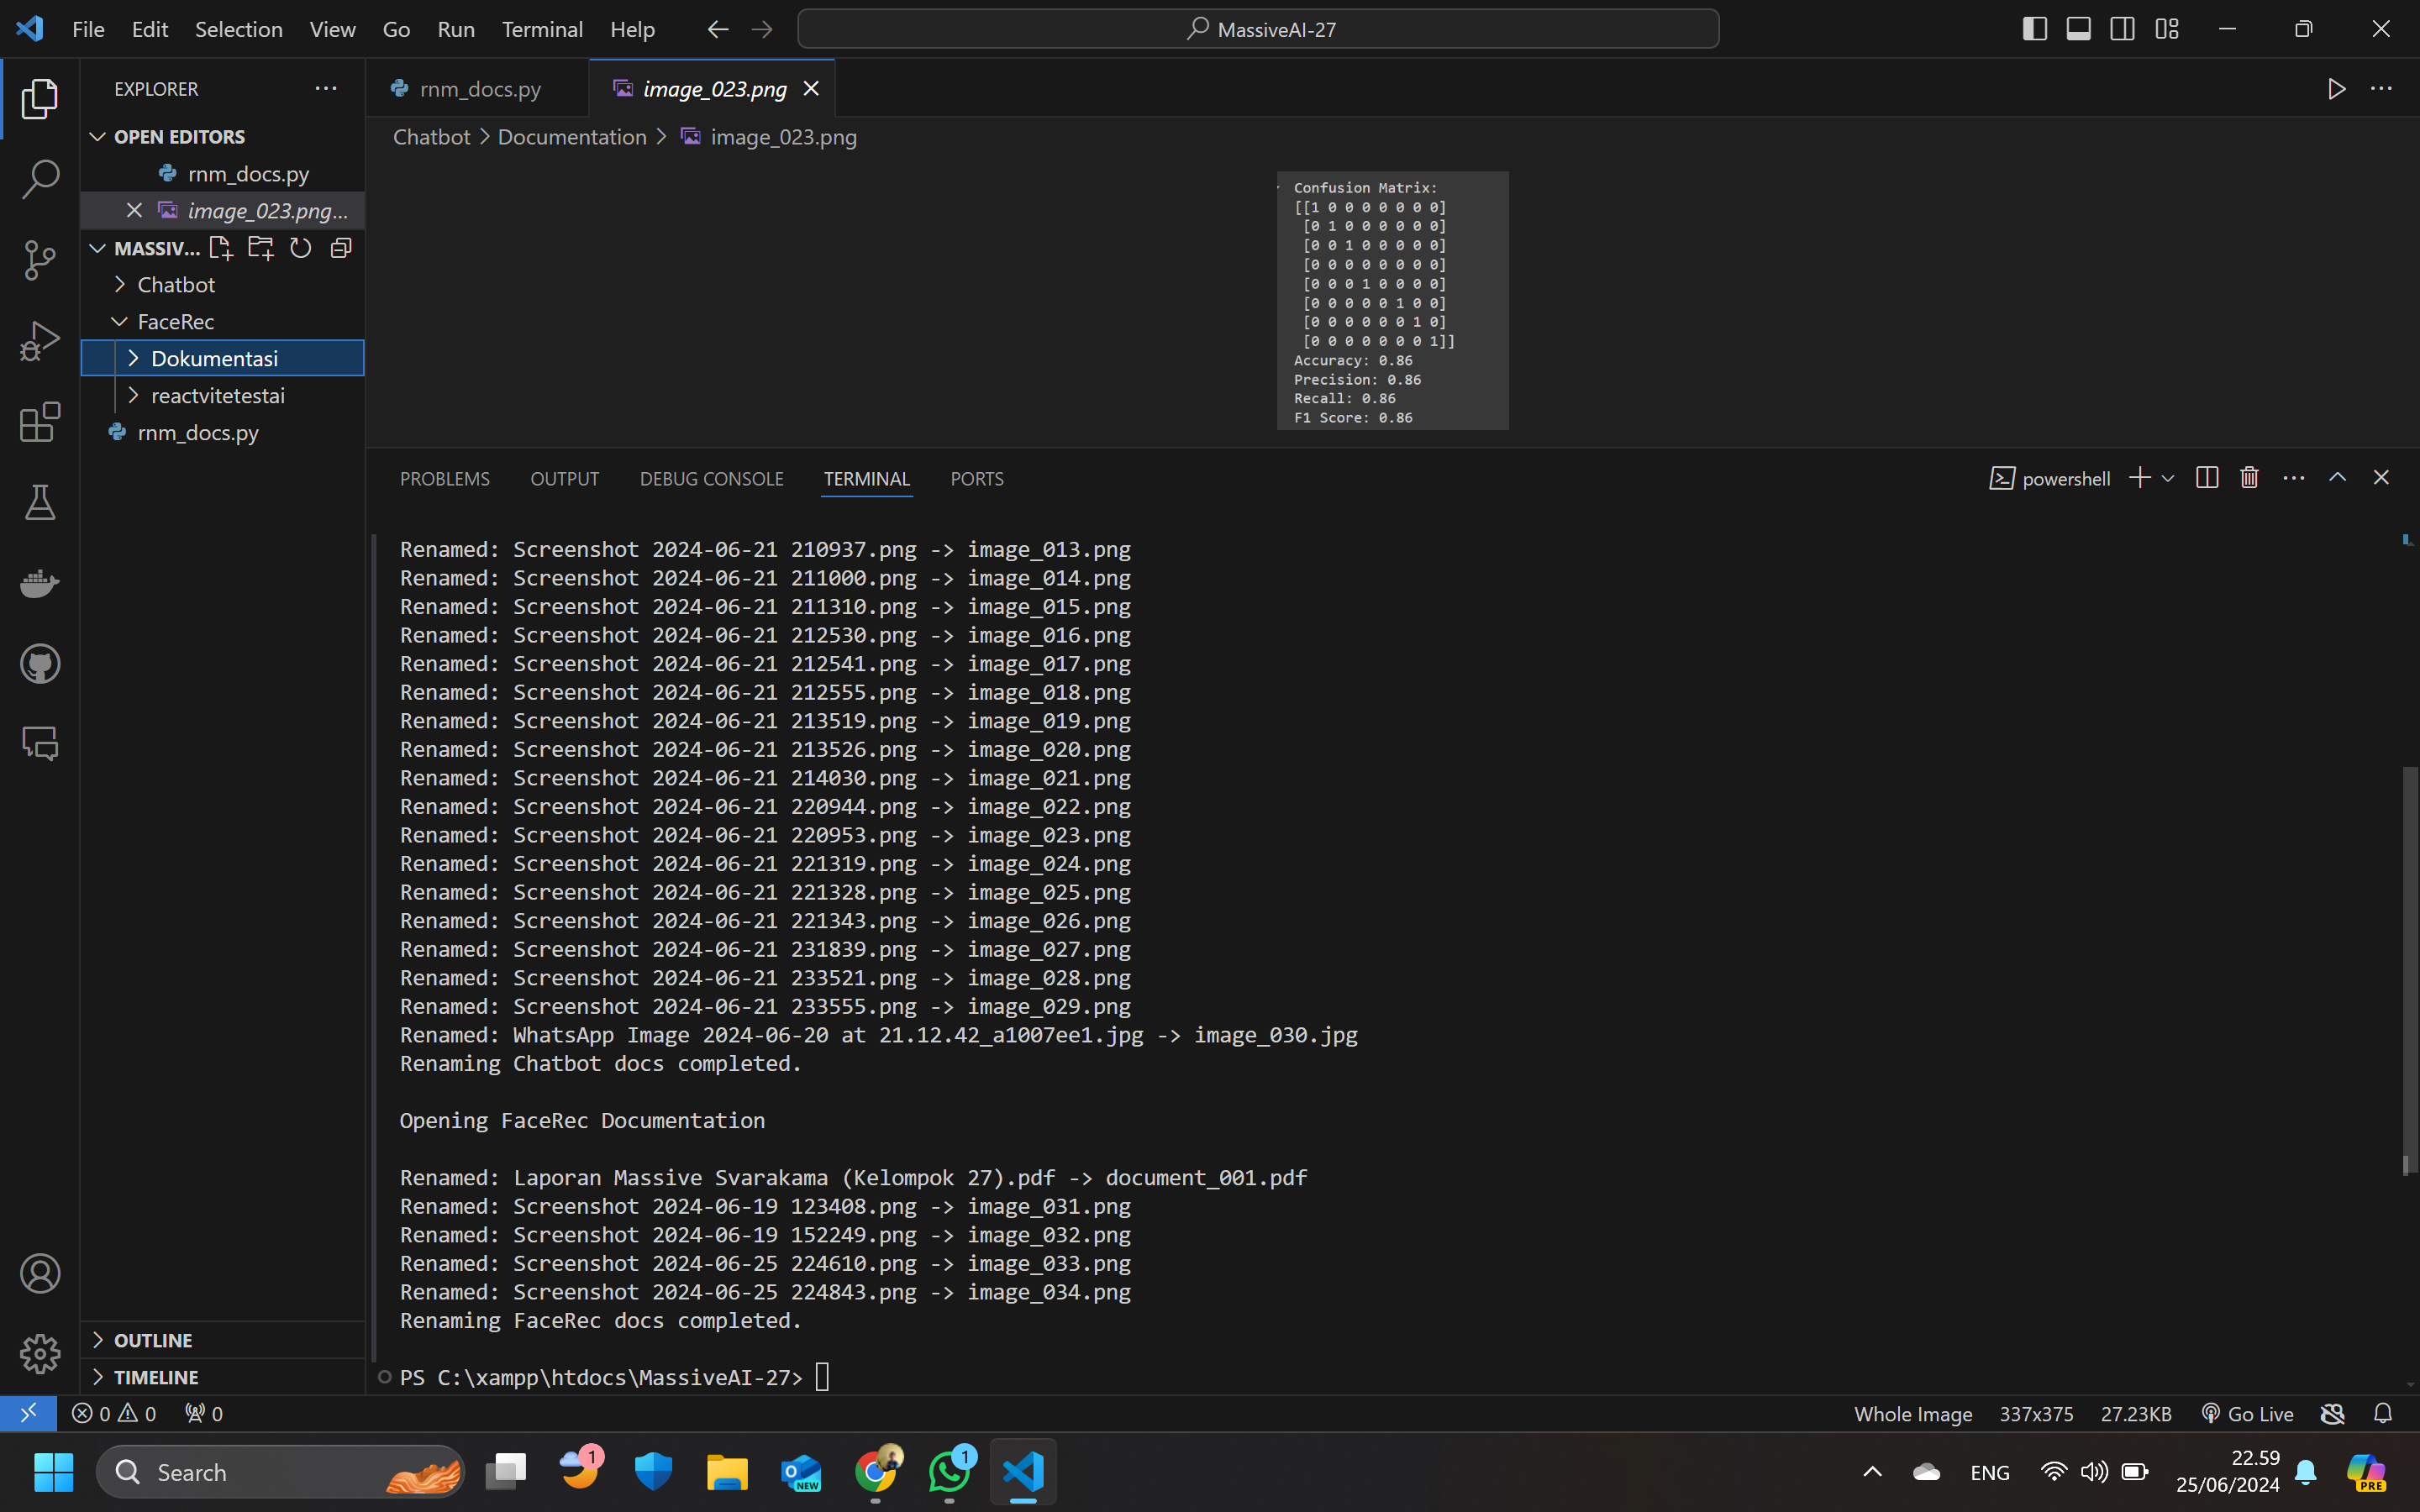 File Edit Selection View Go Run Terminal Help
MassiveAI-27
EXPLORER
OPEN EDITORS
rnm_docs.py
image_023.png...
MASSIV...
Chatbot
FaceRec
Dokumentasi
reactvitetestai
rnm_docs.py
OUTLINE
TIMELINE
rnm_docs.py
image_023.png
Chatbot > Documentation > image_023.png
Confusion Matrix:
[[1 0 0 0 0 0 0 0]
[0 1 0 0 0 0 0 0]
[0 0 1 0 0 0 0 0]
[0 0 0 0 0 0 0 0]
[0 0 0 1 0 0 0 0]
[0 0 0 0 0 1 0 0]
[0 0 0 0 0 0 1 0]
[0 0 0 0 0 0 0 1]]
Accuracy: 0.86
Precision: 0.86
Recall: 0.86
F1 Score: 0.86
PROBLEMS OUTPUT DEBUG CONSOLE TERMINAL PORTS
powershell
Renamed: Screenshot 2024-06-21 210937.png -> image_013.png
Renamed: Screenshot 2024-06-21 211000.png -> image_014.png
Renamed: Screenshot 2024-06-21 211310.png -> image_015.png
Renamed: Screenshot 2024-06-21 212530.png -> image_016.png
Renamed: Screenshot 2024-06-21 212541.png -> image_017.png
Renamed: Screenshot 2024-06-21 212555.png -> image_018.png
Renamed: Screenshot 2024-06-21 213519.png -> image_019.png
Renamed: Screenshot 2024-06-21 213526.png -> image_020.png
Renamed: Screenshot 2024-06-21 214030.png -> image_021.png
Renamed: Screenshot 2024-06-21 220944.png -> image_022.png
Renamed: Screenshot 2024-06-21 220953.png -> image_023.png
Renamed: Screenshot 2024-06-21 221319.png -> image_024.png
Renamed: Screenshot 2024-06-21 221328.png -> image_025.png
Renamed: Screenshot 2024-06-21 221343.png -> image_026.png
Renamed: Screenshot 2024-06-21 231839.png -> image_027.png
Renamed: Screenshot 2024-06-21 233521.png -> image_028.png
Renamed: Screenshot 2024-06-21 233555.png -> image_029.png
Renamed: WhatsApp Image 2024-06-20 at 21.12.42_a1007ee1.jpg -> image_030.jpg
Renaming Chatbot docs completed.
Opening FaceRec Documentation
Renamed: Laporan Massive Svarakama (Kelompok 27).pdf -> document_001.pdf
Renamed: Screenshot 2024-06-19 123408.png -> image_031.png
Renamed: Screenshot 2024-06-19 152249.png -> image_032.png
Renamed: Screenshot 2024-06-25 224610.png -> image_033.png
Renamed: Screenshot 2024-06-25 224843.png -> image_034.png
Renaming FaceRec docs completed.
PS C:\xampp\htdocs\MassiveAI-27>
0 0 0
Whole Image 337x375 27.23KB Go Live
Search
1
NEW
1
ENG
22.59
25/06/2024
PRE